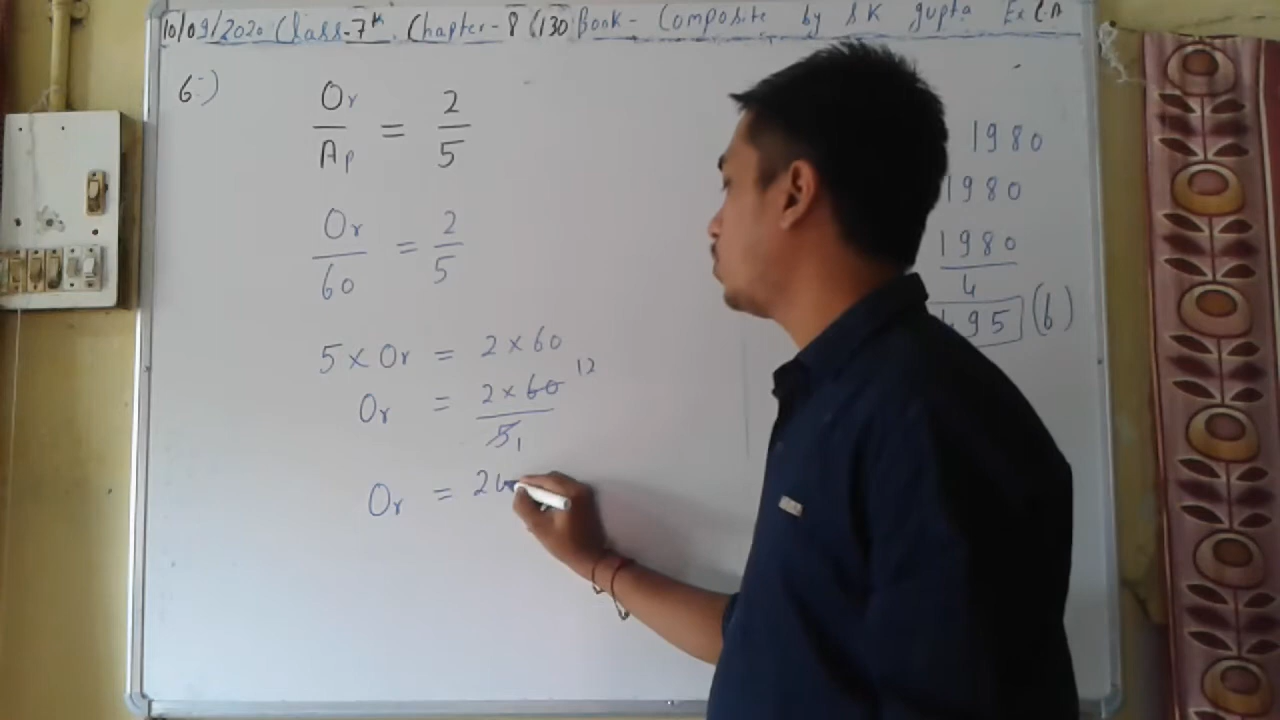 10/09/2020 Class-7th. Chapter-8 (130 Book- Composite by SK gupta Ex
6:)
Or/Ap = 2/5
Or/60 = 2/5
5 × Or = 2 × 60
Or = 2 × 60/5 12 1
Or = 24
1980
1980
1980/4
495 (b)